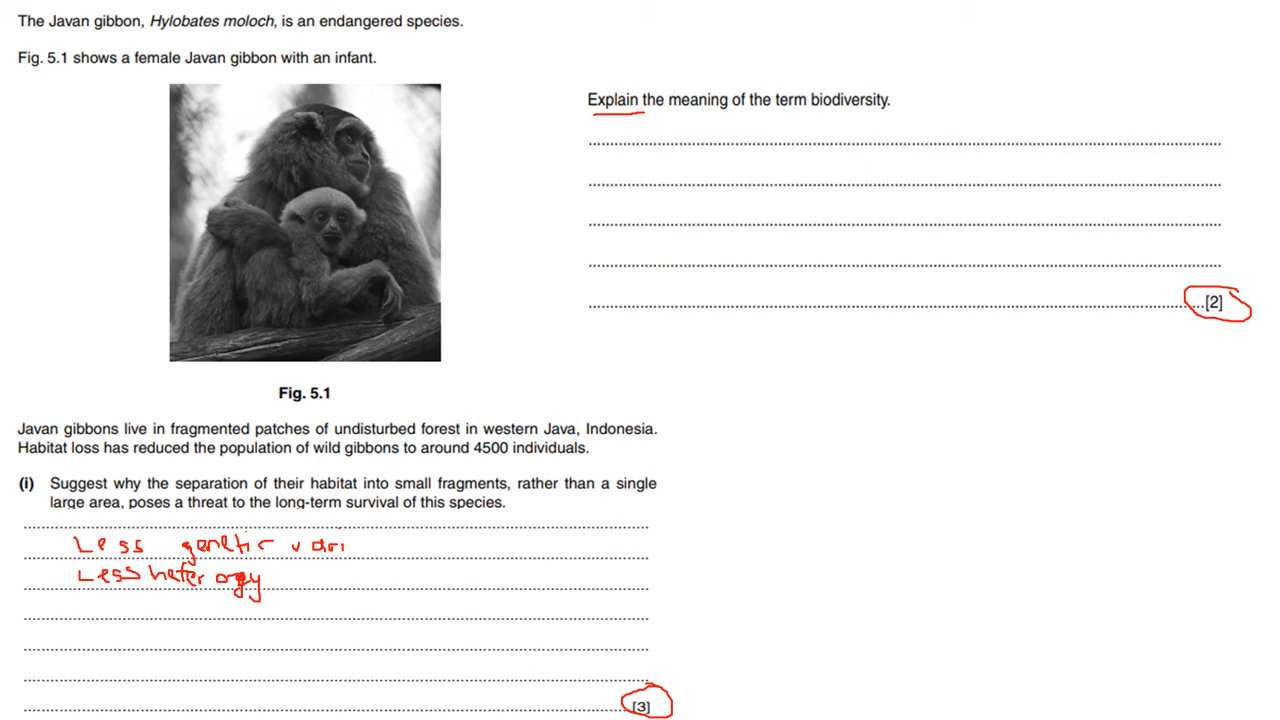 The Javan gibbon, Hylobates moloch, is an endangered species.
Fig. 5.1 shows a female Javan gibbon with an infant.
Fig. 5.1
Javan gibbons live in fragmented patches of undisturbed forest in western Java, Indonesia.
Habitat loss has reduced the population of wild gibbons to around 4500 individuals.
(i) Suggest why the separation of their habitat into small fragments, rather than a single
large area, poses a threat to the long-term survival of this species.
Less genetic vari
Less
[3]
Explain the meaning of the term biodiversity.
[2]